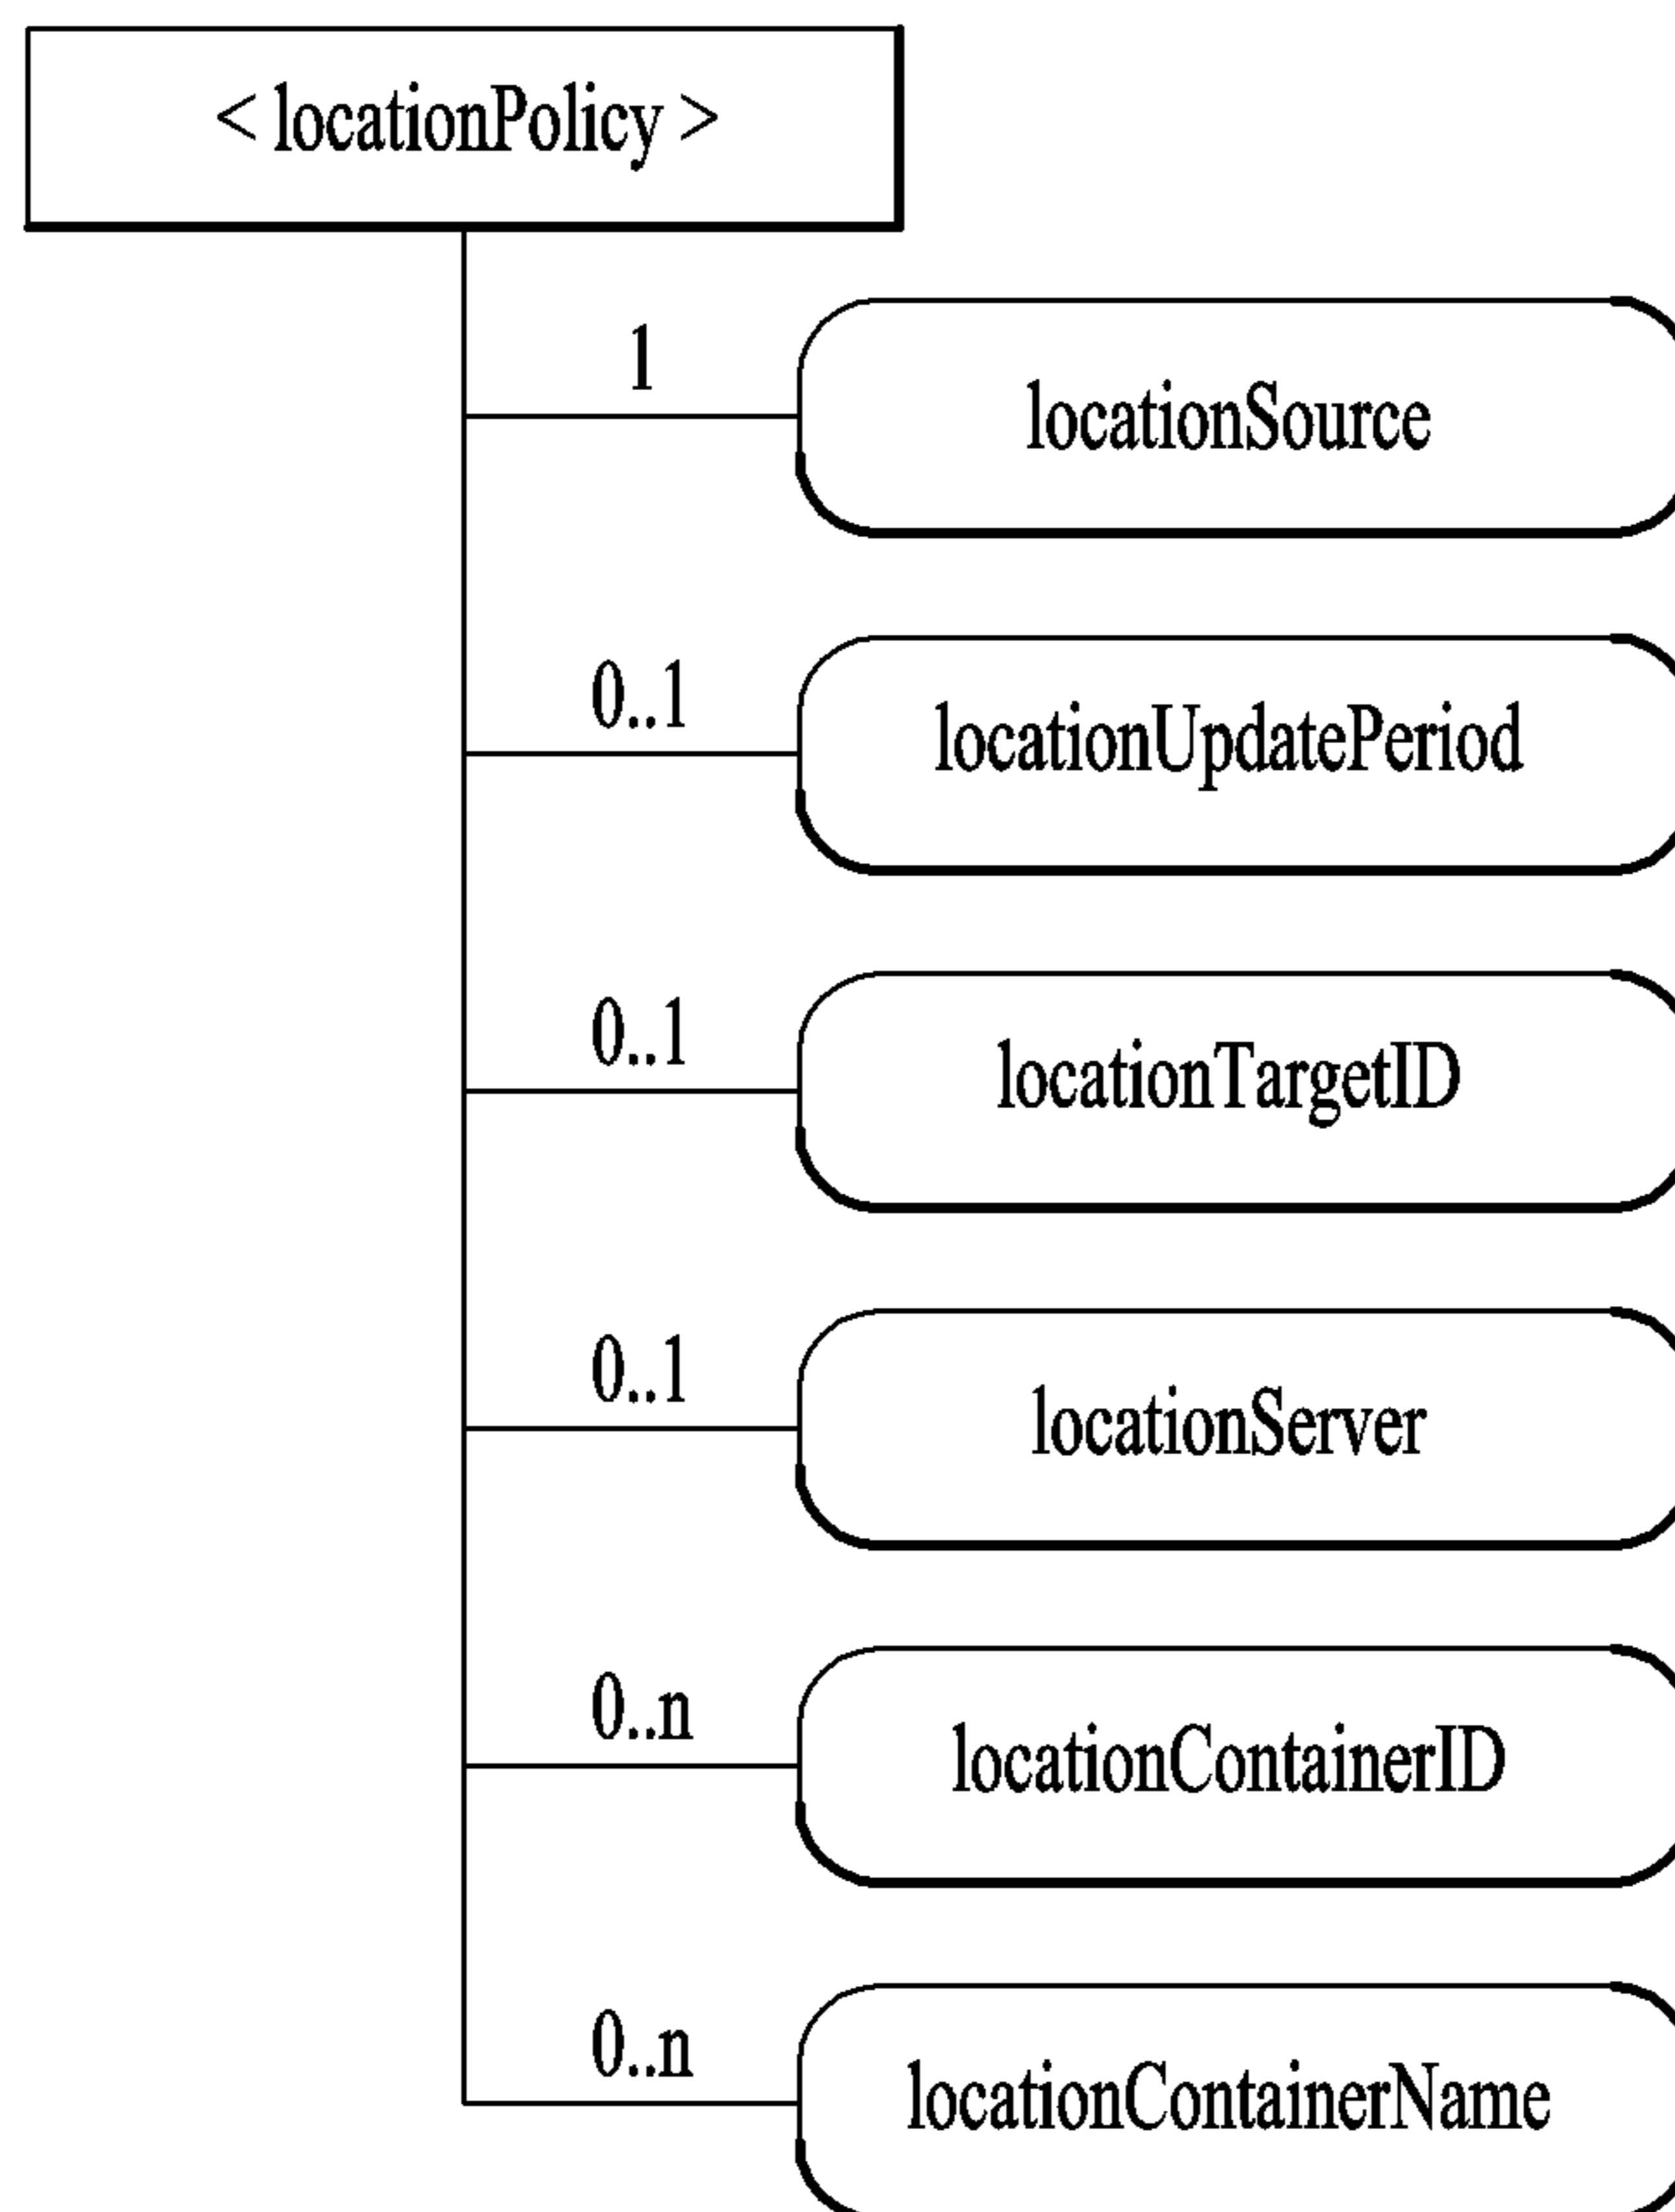 < locationPolicy >
1
locationSource
0..1
locationUpdatePeriod
0..1
locationTargetID
0..1
locationServer
0..n
locationContainerID
0..n
locationContainerName